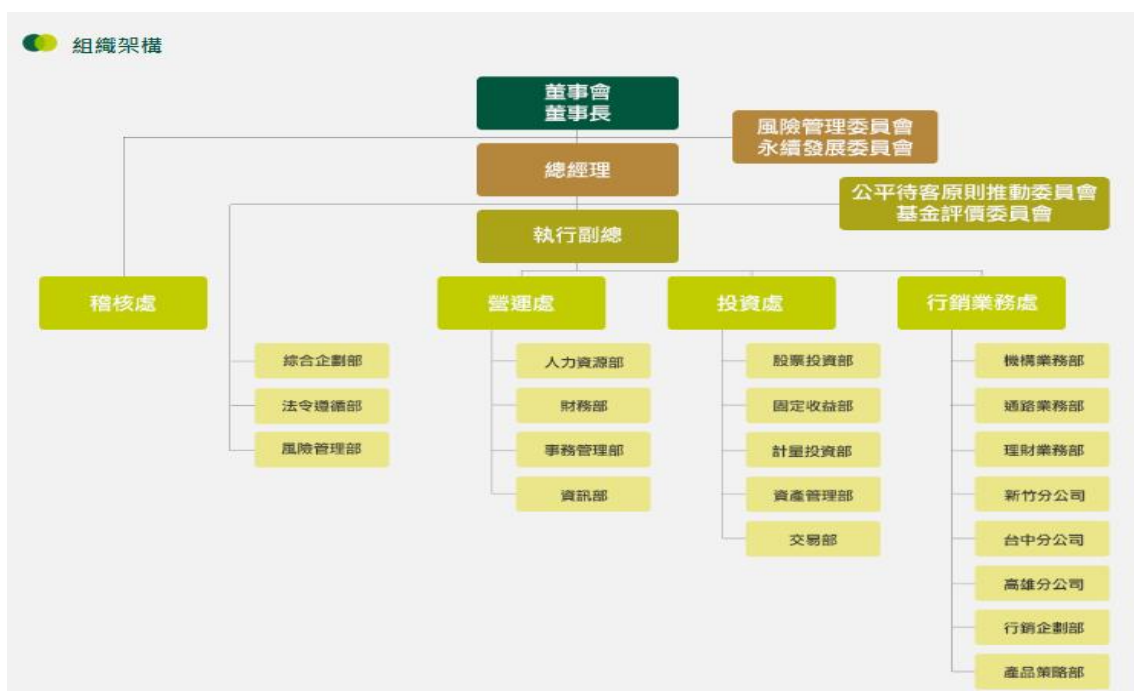 組織架構
董事會
董事長
風險管理委員會
永續發展委員會
總經理
公平待客原則推動委員會
基金評價委員會
執行副總
稽核處
營運處
投資處
行銷業務處
綜合企劃部
人力資源部
股票投資部
機構業務部
法令遵循部
財務部
固定收益部
通路業務部
風險管理部
事務管理部
計量投資部
理財業務部
資訊部
資產管理部
新竹分公司
交易部
台中分公司
高雄分公司
行銷企劃部
產品策略部